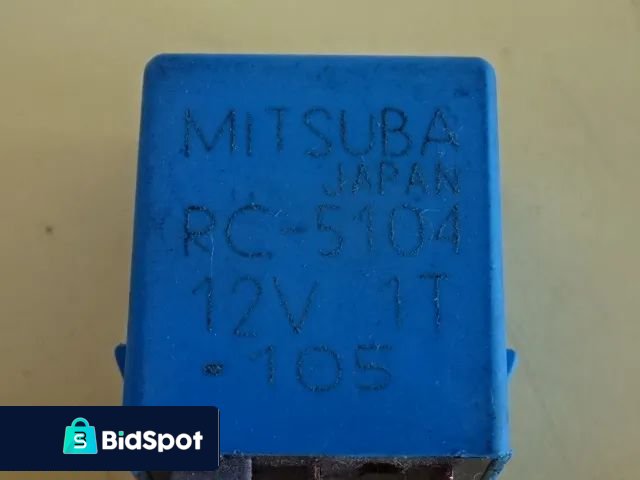 MITSUBA
JAPAN
RC-5104
12V 1T
-105
BidSpot